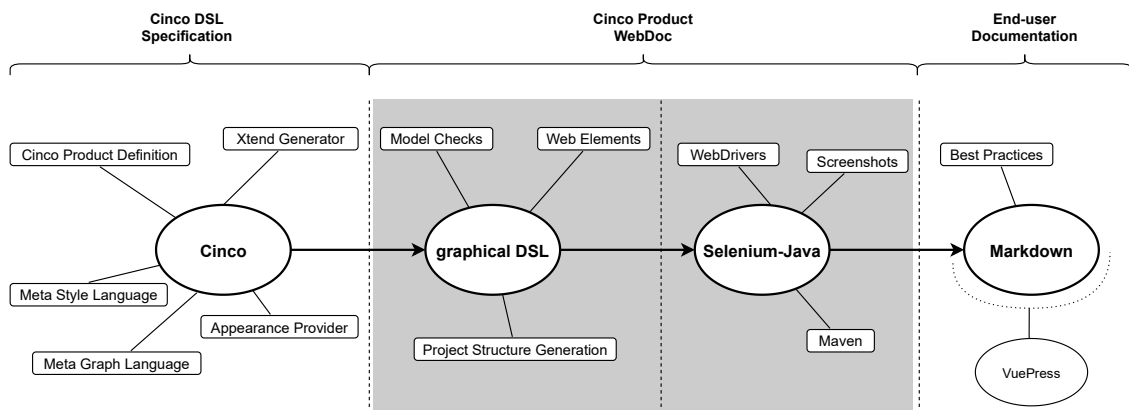 Cinco DSL
Specification
Cinco Product
WebDoc
End-user
Documentation
Xtend Generator
Cinco Product Definition
Cinco
Meta Style Language
Appearance Provider
Meta Graph Language
Model Checks
Web Elements
graphical DSL
Project Structure Generation
WebDrivers
Screenshots
Selenium-Java
Maven
Best Practices
Markdown
VuePress